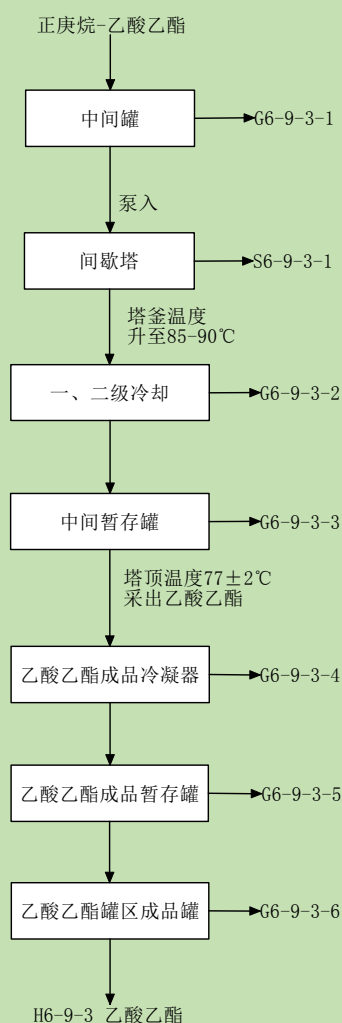 正庚烷-乙酸乙酯
中间罐
G6-9-3-1
泵入
间歇塔
S6-9-3-1
塔釜温度
升至85-90℃
一、二级冷却
G6-9-3-2
中间暂存罐
G6-9-3-3
塔顶温度77±2℃
采出乙酸乙酯
乙酸乙酯成品冷凝器
G6-9-3-4
乙酸乙酯成品暂存罐
G6-9-3-5
乙酸乙酯罐区成品罐
G6-9-3-6
H6-9-3 乙酸乙酯